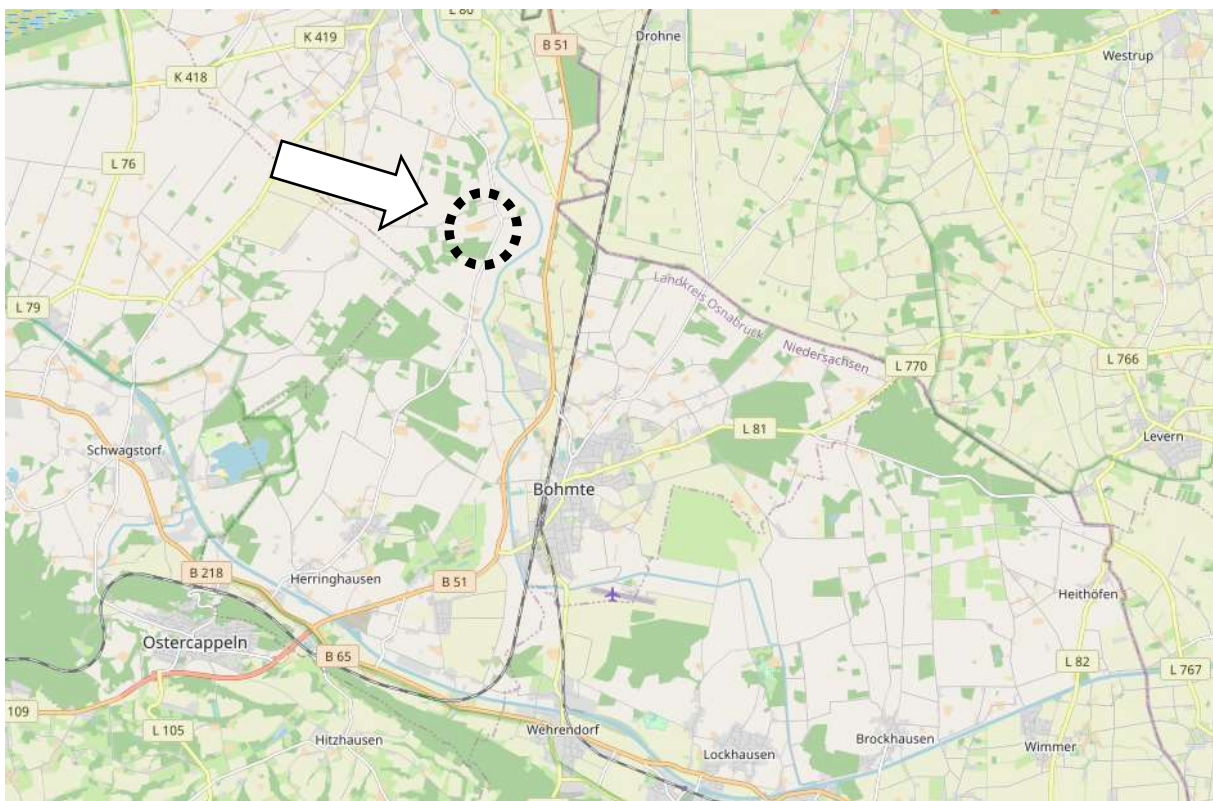 L 80
K 419
B 51
Drohne
Westrup
K 418
L 76
Landkreis Osnabrück
L 79
Niedersachsen
L 770
L 766
L 81
Levern
Schwagstorf
Bohmte
B 218
Herringhausen
B 51
Heithöfen
Ostercappeln
B 65
L 82
L 767
109
L 105
Hitzhausen
Wehrendorf
Lockhausen
Brockhausen
Wimmer